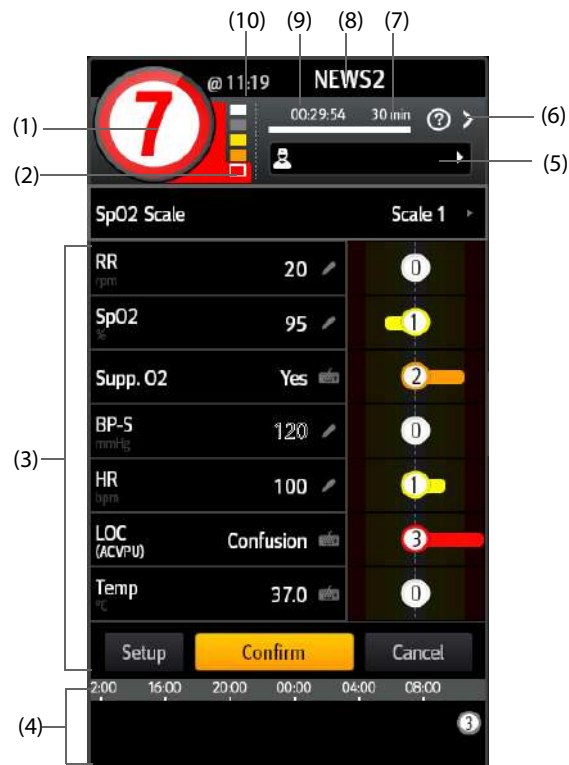 (10) (9) (8) (7)
@ 11:19 NEWS2
7
00:29:54 30 min ?
(1)
(6)
(2)
(5)
SpO2 Scale Scale 1
RR 20 0
rpm
SpO2 95 1
%
Supp. O2 Yes 2
BP-S 120 0
mmHg
(3)
HR 100 1
bpm
LOC Confusion 3
(ACVPU)
Temp 37.0 0
°C
Setup Confirm Cancel
2:00 16:00 20:00 00:00 04:00 08:00
(4)
3